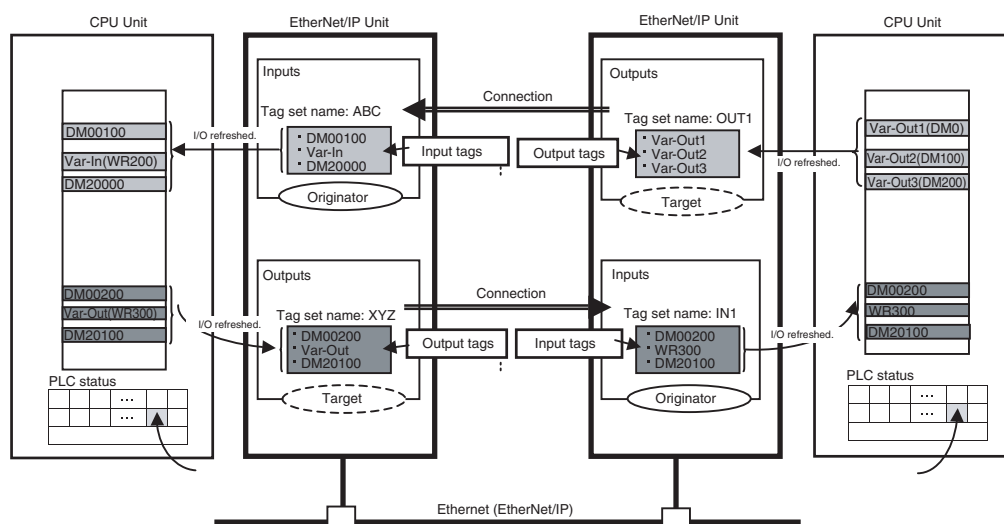 CPU Unit
EtherNet/IP Unit
EtherNet/IP Unit
CPU Unit
Inputs
Tag set name: ABC
▪ DM00100
▪ Var-In
▪ DM20000
Originator
Connection
Input tags
Output tags
Outputs
Tag set name: OUT1
▪ Var-Out1
▪ Var-Out2
▪ Var-Out3
Target
DM00100
Var-In(WR200)
DM20000
I/O refreshed.
I/O refreshed.
Var-Out1(DM0)
Var-Out2(DM100)
Var-Out3(DM200)
DM00200
Var-Out(WR300)
DM20100
I/O refreshed.
Outputs
Tag set name: XYZ
▪ DM00200
▪ Var-Out
▪ DM20100
Target
Connection
Output tags
Input tags
Inputs
Tag set name: IN1
▪ DM00200
▪ WR300
▪ DM20100
Originator
I/O refreshed.
DM00200
WR300
DM20100
PLC status
...
...
PLC status
...
...
Ethernet (EtherNet/IP)